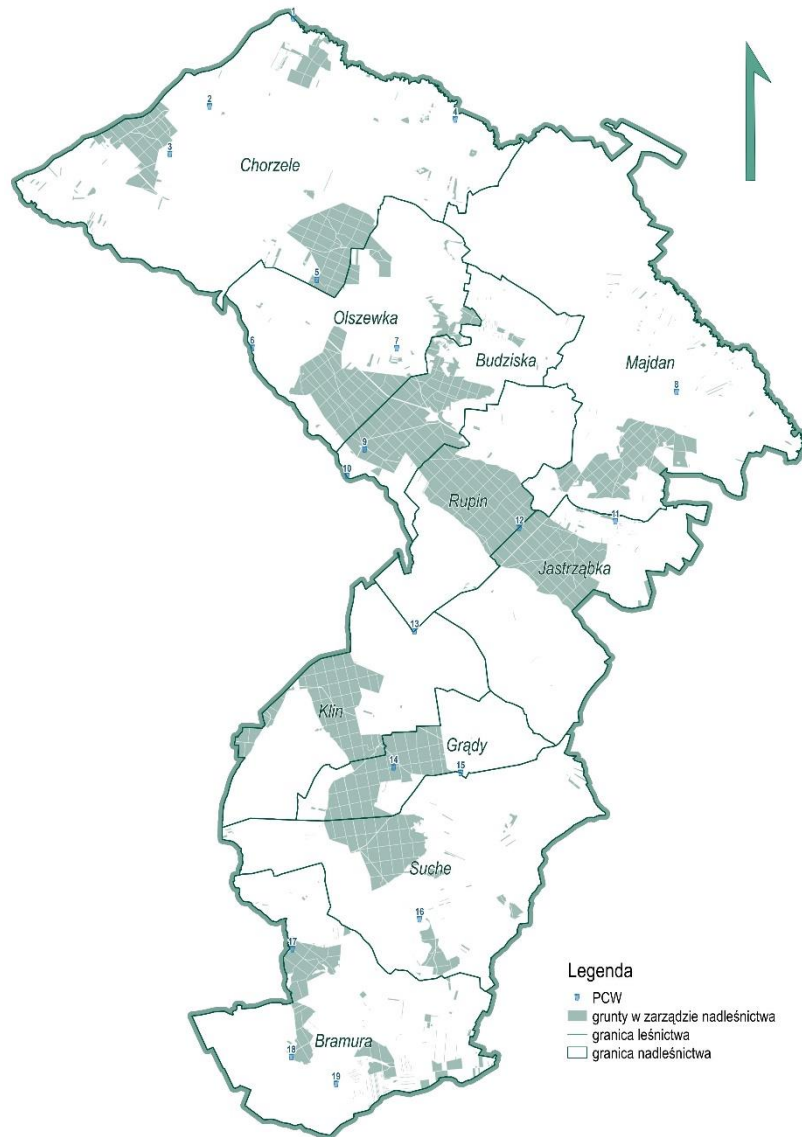 1
2
4
3
Chorzele
5
Olszewka
6
7
Budziska
Majdan
8
9
10
Rupin
12
11
Jastrząbka
13
Klin
Grądy
14
15
Suche
16
17
Bramura
18
19
Legenda
PCW
grunty w zarządzie nadleśnictwa
granica leśnictwa
granica nadleśnictwa